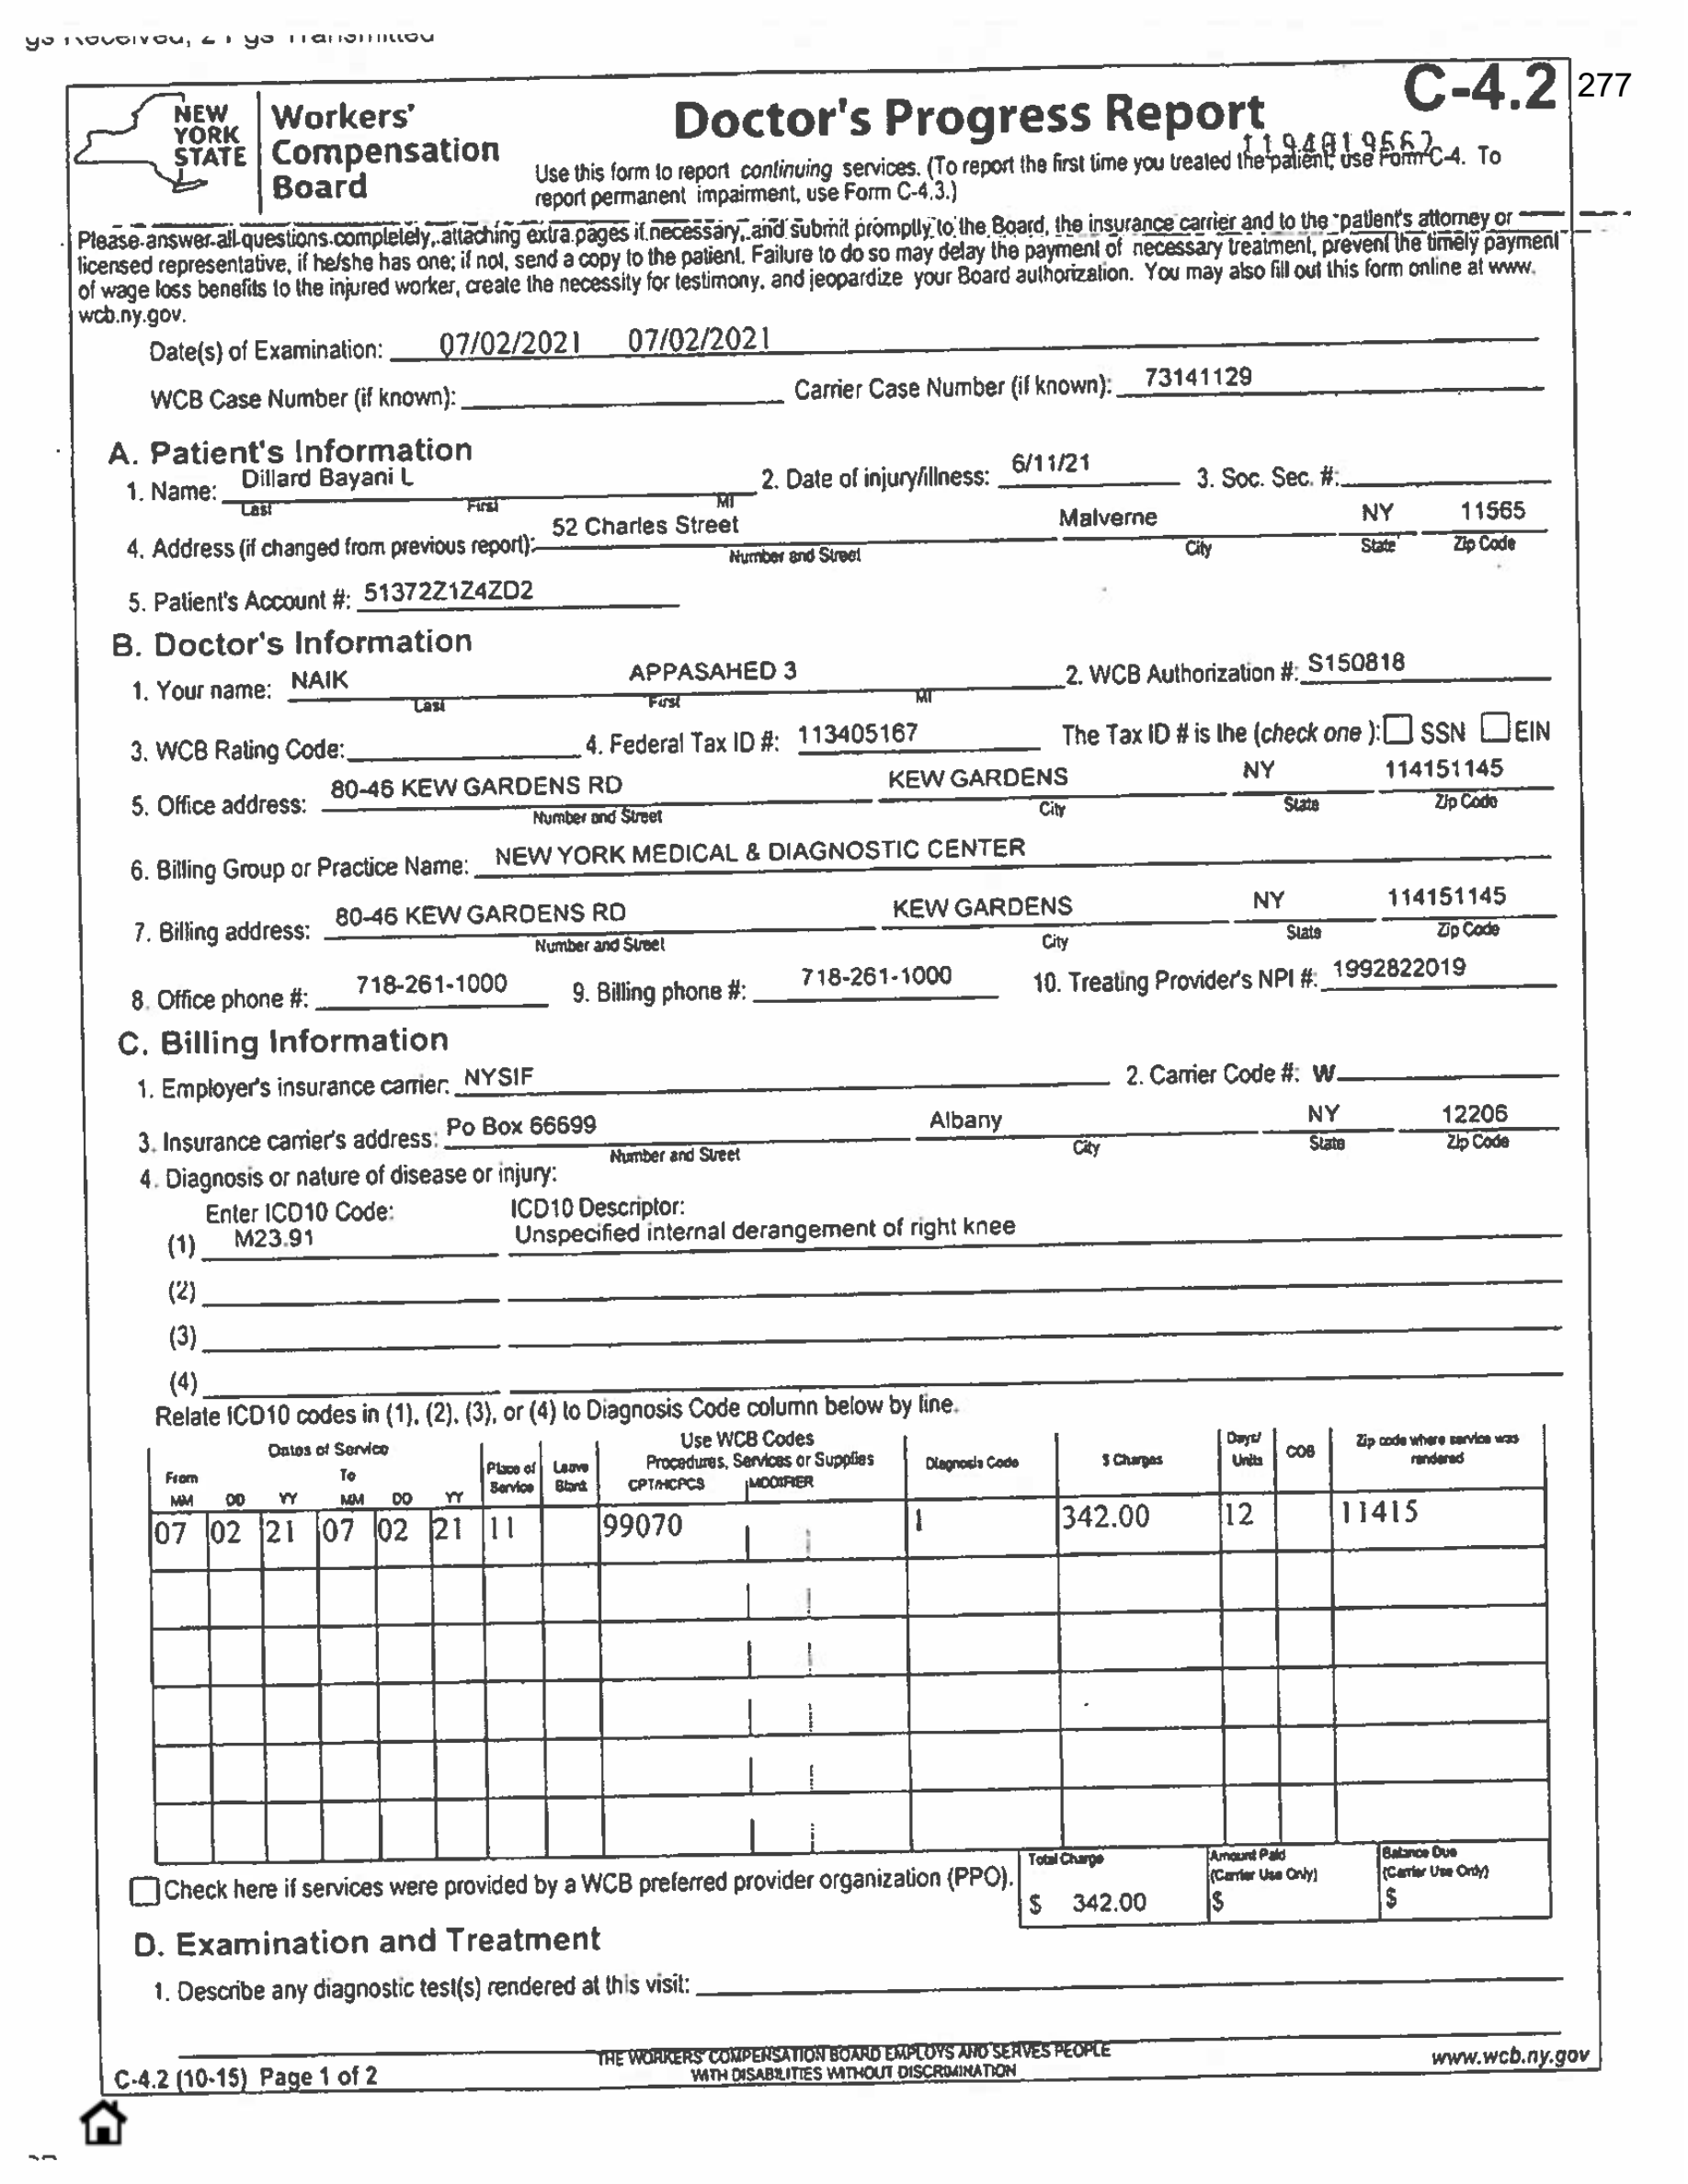 gs Received, 2 Pgs Transmitted
C-4.2 277
NEW YORK STATE
Workers' Compensation Board
Doctor's Progress Report
1194019662
Use this form to report continuing services. (To report the first time you treated the patient, use Form C-4. To
report permanent impairment, use Form C-4.3.)
Please answer all questions completely, attaching extra pages if necessary, and submit promptly to the Board, the insurance carrier and to the patient's attorney or
licensed representative, if he/she has one; if not, send a copy to the patient. Failure to do so may delay the payment of necessary treatment, prevent the timely payment
of wage loss benefits to the injured worker, create the necessity for testimony, and jeopardize your Board authorization. You may also fill out this form online at www.
wcb.ny.gov.
Date(s) of Examination: 07/02/2021 07/02/2021
WCB Case Number (if known): Carrier Case Number (if known): 73141129
A. Patient's Information
1. Name: Dillard Bayani L 2. Date of injury/illness: 6/11/21 3. Soc. Sec. #:
Last First MI
4. Address (if changed from previous report): 52 Charles Street Malverne NY 11565
Number and Street City State Zip Code
5. Patient's Account #: 51372Z1Z4ZD2
B. Doctor's Information
1. Your name: NAIK APPASAHED 3 2. WCB Authorization #: S150818
Last First MI
3. WCB Rating Code: 4. Federal Tax ID #: 113405167 The Tax ID # is the (check one ): SSN EIN
5. Office address: 80-46 KEW GARDENS RD KEW GARDENS NY 114151145
Number and Street City State Zip Code
6. Billing Group or Practice Name: NEW YORK MEDICAL & DIAGNOSTIC CENTER
7. Billing address: 80-46 KEW GARDENS RD KEW GARDENS NY 114151145
Number and Street City State Zip Code
8. Office phone #: 718-261-1000 9. Billing phone #: 718-261-1000 10. Treating Provider's NPI #: 1992822019
C. Billing Information
1. Employer's insurance carrier: NYSIF 2. Carrier Code #: W
3. Insurance carrier's address: Po Box 66699 Albany NY 12206
Number and Street City State Zip Code
4. Diagnosis or nature of disease or injury:
Enter ICD10 Code: ICD10 Descriptor:
(1) M23.91 Unspecified internal derangement of right knee
(2)
(3)
(4)
Relate ICD10 codes in (1), (2), (3), or (4) to Diagnosis Code column below by line.
Dates of Service Use WCB Codes Days/ Zip code where service was
From To Place of Leave Procedures, Services or Supplies Diagnosis Code $ Charges Units COB rendered
MM DD YY MM DD YY Service Blank CPT/HCPCS MODIFIER
07 02 21 07 02 21 11 99070 1 342.00 12 11415
Total Charge Amount Paid Balance Due
(Carrier Use Only) (Carrier Use Only)
Check here if services were provided by a WCB preferred provider organization (PPO). $ 342.00 $ $
D. Examination and Treatment
1. Describe any diagnostic test(s) rendered at this visit:
THE WORKERS' COMPENSATION BOARD EMPLOYS AND SERVES PEOPLE
WITH DISABILITIES WITHOUT DISCRIMINATION
C-4.2 (10-15) Page 1 of 2 www.wcb.ny.gov